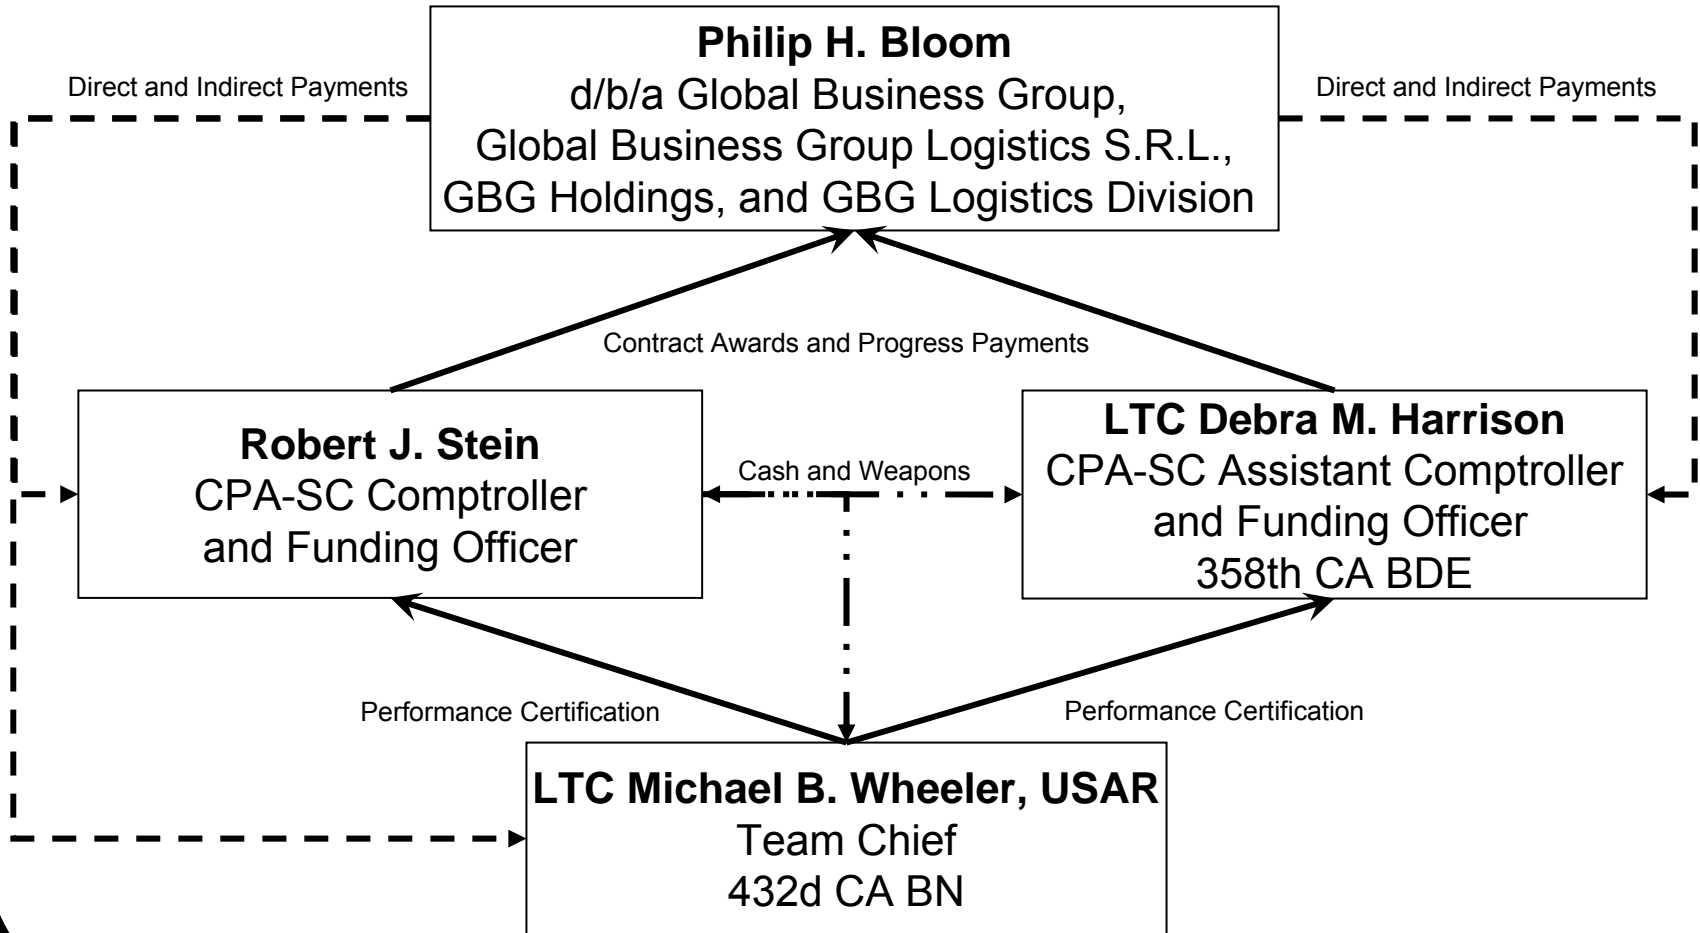 Philip H. Bloom
d/b/a Global Business Group,
Global Business Group Logistics S.R.L.,
GBG Holdings, and GBG Logistics Division
Direct and Indirect Payments
Direct and Indirect Payments
Contract Awards and Progress Payments
Robert J. Stein
CPA-SC Comptroller
and Funding Officer
Cash and Weapons
LTC Debra M. Harrison
CPA-SC Assistant Comptroller
and Funding Officer
358th CA BDE
Performance Certification
Performance Certification
LTC Michael B. Wheeler, USAR
Team Chief
432d CA BN